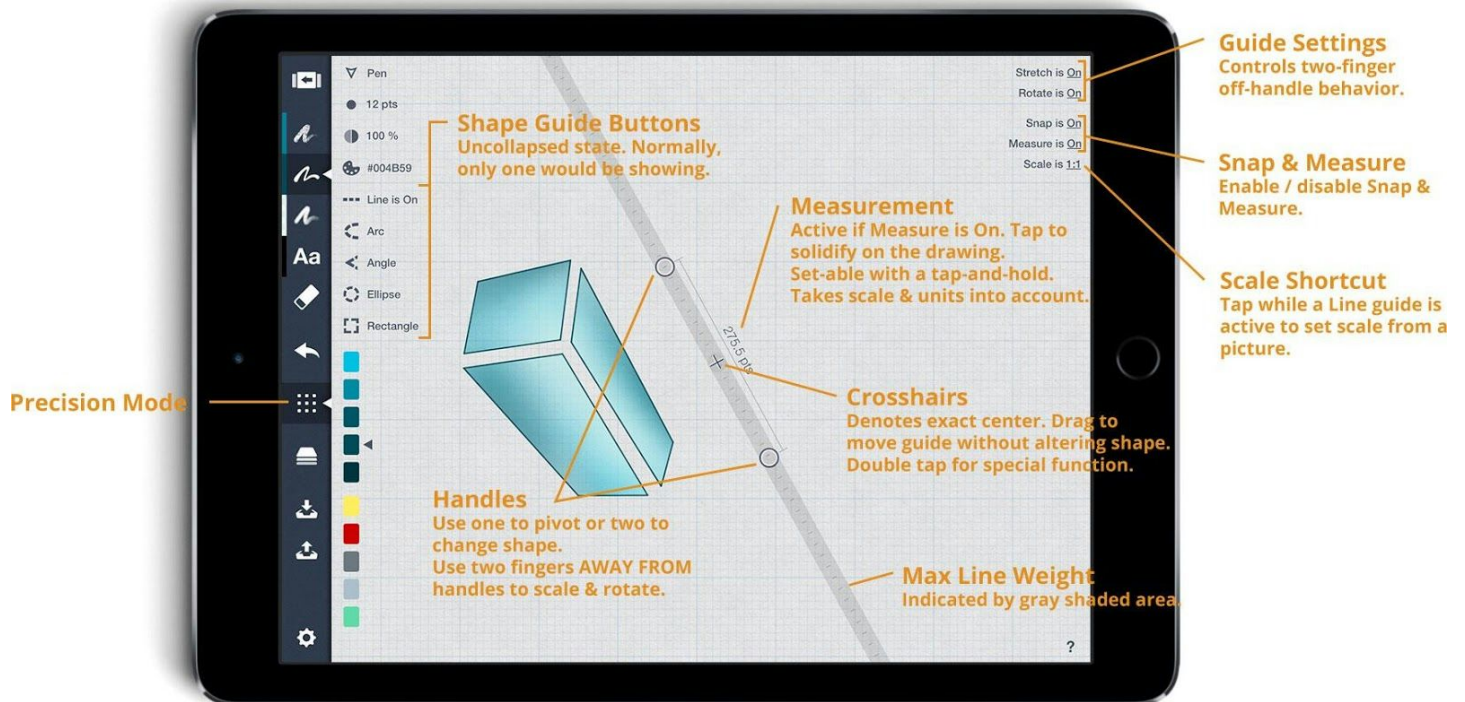 Pen
12 pts
100 %
#004B59
Line is On
Arc
Angle
Ellipse
Rectangle
Aa
Shape Guide Buttons
Uncollapsed state. Normally,
only one would be showing.
Stretch is On
Rotate is On
Snap is On
Measure is On
Scale is 1:1
Guide Settings
Controls two-finger
off-handle behavior.
Snap & Measure
Enable / disable Snap &
Measure.
Scale Shortcut
Tap while a Line guide is
active to set scale from a
picture.
Measurement
Active if Measure is On. Tap to
solidify on the drawing.
Set-able with a tap-and-hold.
Takes scale & units into account.
275.5 pts
Crosshairs
Denotes exact center. Drag to
move guide without altering shape.
Double tap for special function.
Precision Mode
Handles
Use one to pivot or two to
change shape.
Use two fingers AWAY FROM
handles to scale & rotate.
Max Line Weight
Indicated by gray shaded area.
?